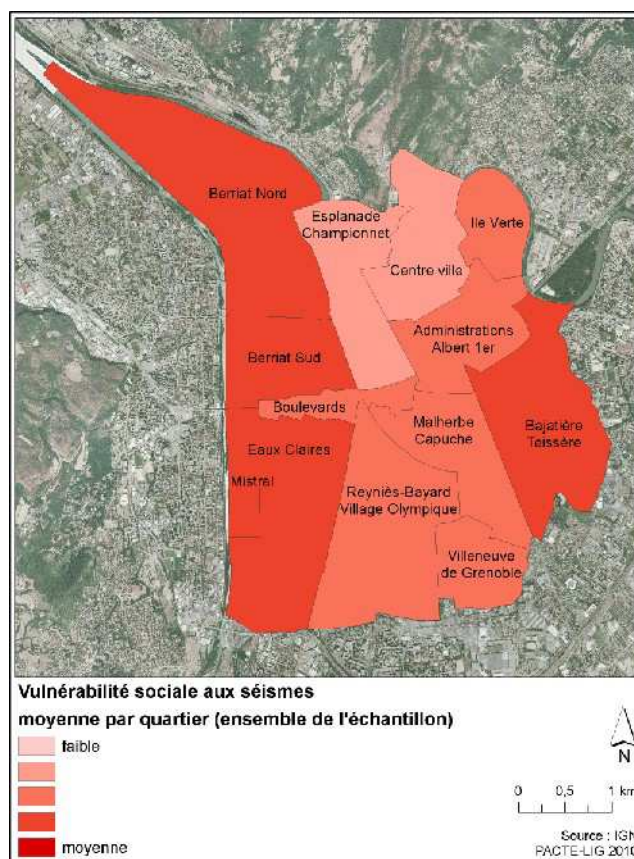 Berriat Nord
Esplanade
Championnet
Ile Verte
Centre villa
Administrations
Albert 1er
Berriat Sud
Boulevards
Malherbe
Capuche
Bajatière
Teissère
Eaux Claires
Mistral
Reyniès-Bayard
Village Olympique
Villeneuve
de Grenoble
Vulnérabilité sociale aux séismes
moyenne par quartier (ensemble de l'échantillon)
faible
moyenne
N
0 0,5 1 km
Source : IGN
PACTE-LIG 2010